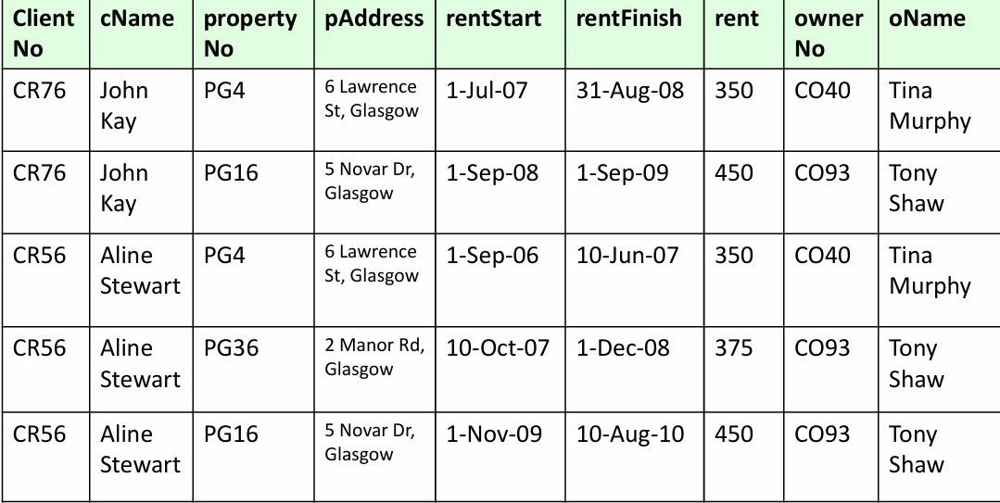 Client No	cName	property No	pAddress	rentStart	rentFinish	rent	owner No	oName
CR76	John Kay	PG4	6 Lawrence St, Glasgow	1-Jul-07	31-Aug-08	350	CO40	Tina Murphy
CR76	John Kay	PG16	5 Novar Dr, Glasgow	1-Sep-08	1-Sep-09	450	CO93	Tony Shaw
CR56	Aline Stewart	PG4	6 Lawrence St, Glasgow	1-Sep-06	10-Jun-07	350	CO40	Tina Murphy
CR56	Aline Stewart	PG36	2 Manor Rd, Glasgow	10-Oct-07	1-Dec-08	375	CO93	Tony Shaw
CR56	Aline Stewart	PG16	5 Novar Dr, Glasgow	1-Nov-09	10-Aug-10	450	CO93	Tony Shaw